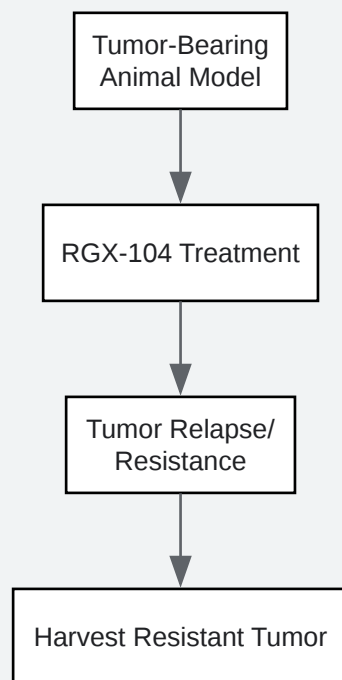 Tumor-Bearing
Animal Model
RGX-104 Treatment
Tumor Relapse/
Resistance
Harvest Resistant Tumor